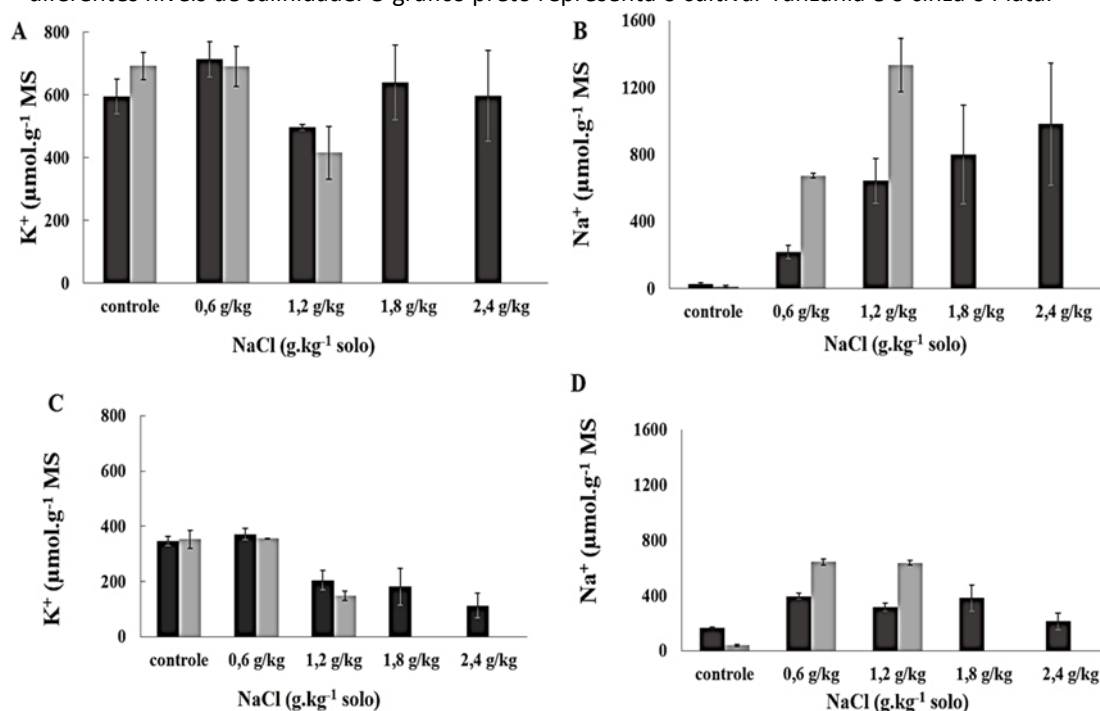 diferentes níveis de salinidade. O gráfico preto representa o cultivar Tanzânia e o cinza o
A
800
600
400
200
0
K⁺ (µmol.g⁻¹ MS
controle 0,6 g/kg 1,2 g/kg 1,8 g/kg 2,4 g/kg
NaCl (g.kg⁻¹ solo)
B
1600
1200
800
400
0
Na⁺ (µmol.g⁻¹ MS
controle 0,6 g/kg 1,2 g/kg 1,8 g/kg 2,4 g/kg
NaCl (g.kg⁻¹ solo)
C
800
600
400
200
0
K⁺ (µmol.g⁻¹ MS
controle 0,6 g/kg 1,2 g/kg 1,8 g/kg 2,4 g/kg
NaCl (g.kg⁻¹ solo)
D
1600
1200
800
400
0
Na⁺ (µmol.g⁻¹ MS
controle 0,6 g/kg 1,2 g/kg 1,8 g/kg 2,4 g/kg
NaCl (g.kg⁻¹ solo)